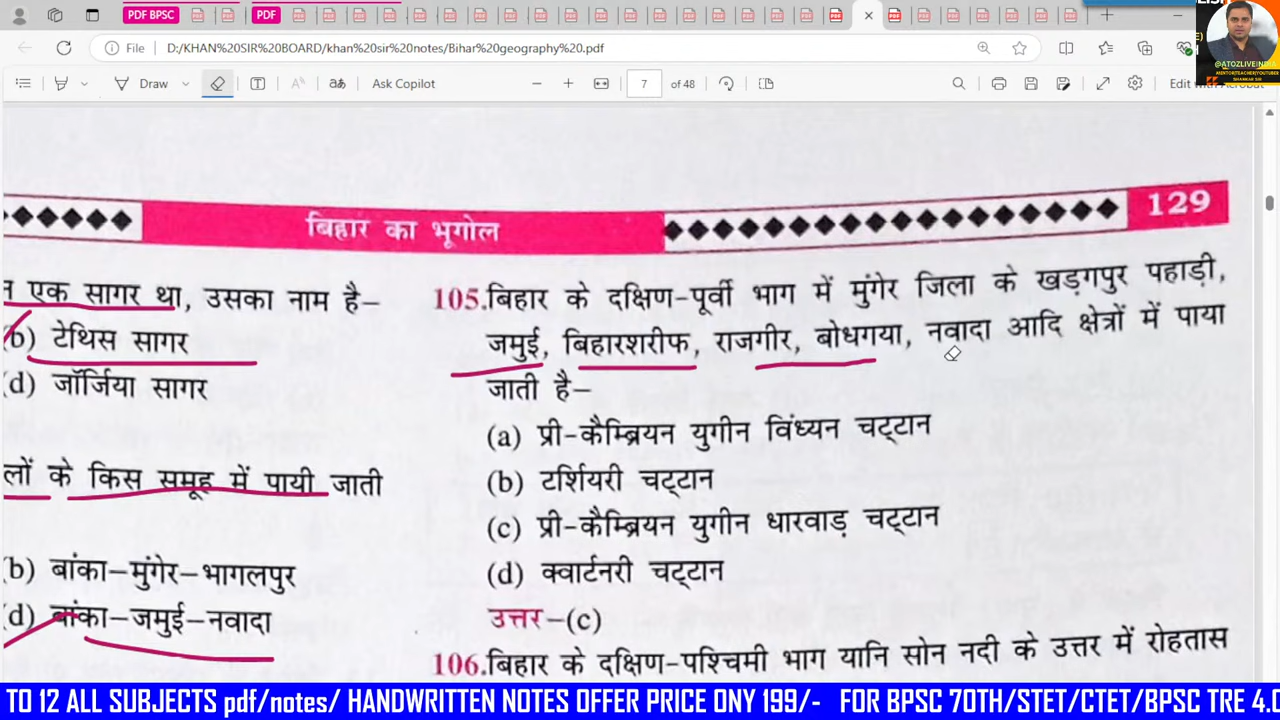 PDF BPSC
PDF
File D:/KHAN%20SIR%20BOARD/khan%20sir%20notes/Bihar%20geography%20.pdf
Draw
Ask Copilot
7 of 48
Edit with Acrobat
@ATOZLIVEINDIA
MENTOR|TEACHER|YOUTUBE
बिहार का भूगोल
129
एक सागर था, उसका नाम है–
(b) टेथिस सागर
(d) जॉर्जिया सागर
के किस समूह में पायी जाती
(b) बांका–मुंगेर–भागलपुर
(d) बांका–जमुई–नवादा
105.बिहार के दक्षिण-पूर्वी भाग में मुंगेर जिला के खड़गपुर पहाड़ी,
जमुई, बिहारशरीफ, राजगीर, बोधगया, नवादा आदि क्षेत्रों में पाया
जाती है–
(a) प्री-कैम्ब्रियन युगीन विंध्यन चट्टान
(b) टर्शियरी चट्टान
(c) प्री-कैम्ब्रियन युगीन धारवाड़ चट्टान
(d) क्वार्टनरी चट्टान
उत्तर–(c)
106.बिहार के दक्षिण-पश्चिमी भाग यानि सोन नदी के उत्तर में रोहतास
TO 12 ALL SUBJECTS pdf/notes/ HANDWRITTEN NOTES OFFER PRICE ONY 199/- FOR BPSC 70TH/STET/CTET/BPSC TRE 4.0